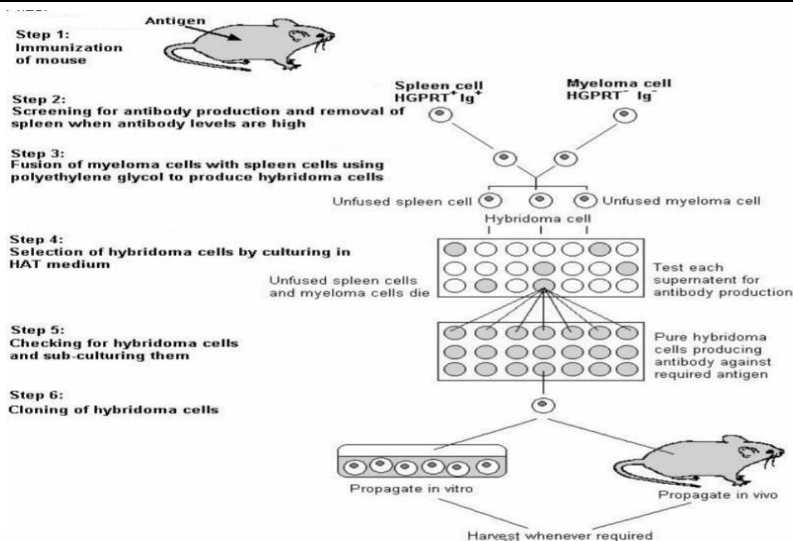 Antigen
Step 1:
Immunization
of mouse
Step 2:
Screening for antibody production and removal of
spleen when antibody levels are high
Spleen cell
HGPRT⁺ Ig⁺
Myeloma cell
HGPRT⁻ Ig⁻
Step 3:
Fusion of myeloma cells with spleen cells using
polyethylene glycol to produce hybridoma cells
Unfused spleen cell
Unfused myeloma cell
Hybridoma cell
Step 4:
Selection of hybridoma cells by culturing in
HAT medium
Unfused spleen cells
and myeloma cells die
Test each
supernatent for
antibody production
Step 5:
Checking for hybridoma cells
and sub-culturing them
Pure hybridoma
cells producing
antibody against
required antigen
Step 6:
Cloning of hybridoma cells
Propagate in vitro
Propagate in vivo
Harvest whenever required